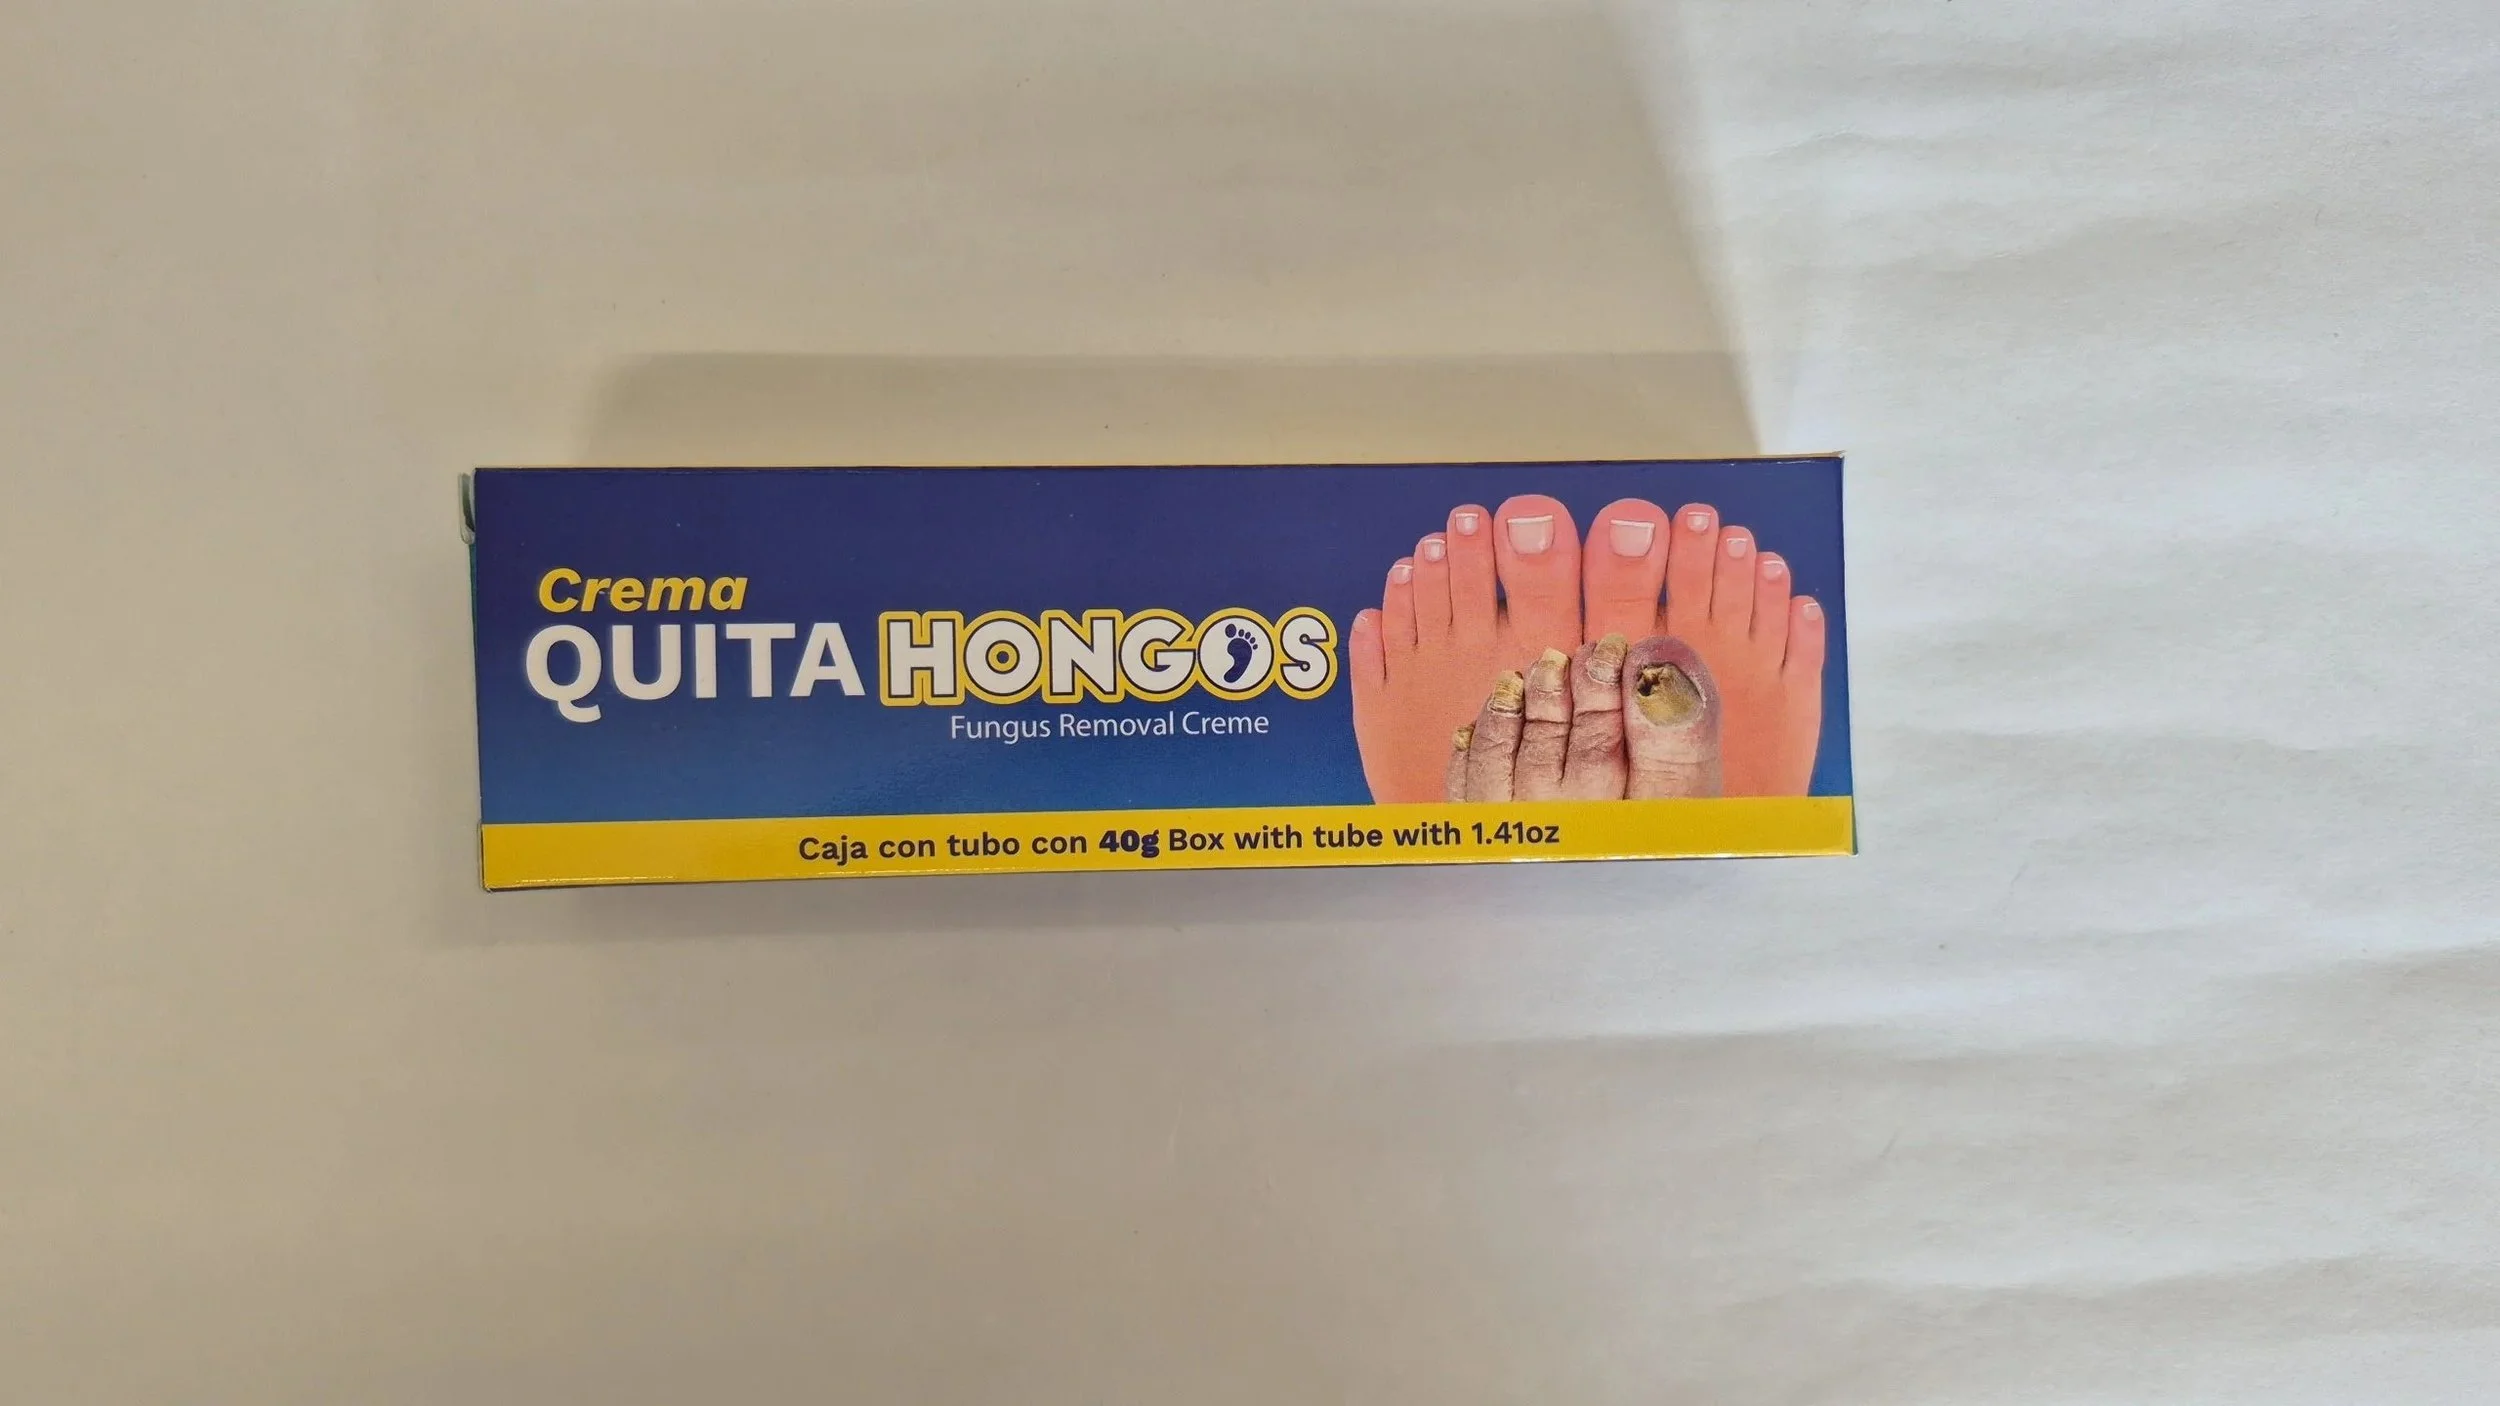 Crema
QUITA HONGOS
Fungus Removal Creme
Caja con tubo con 40g Box with tube with 1.41oz